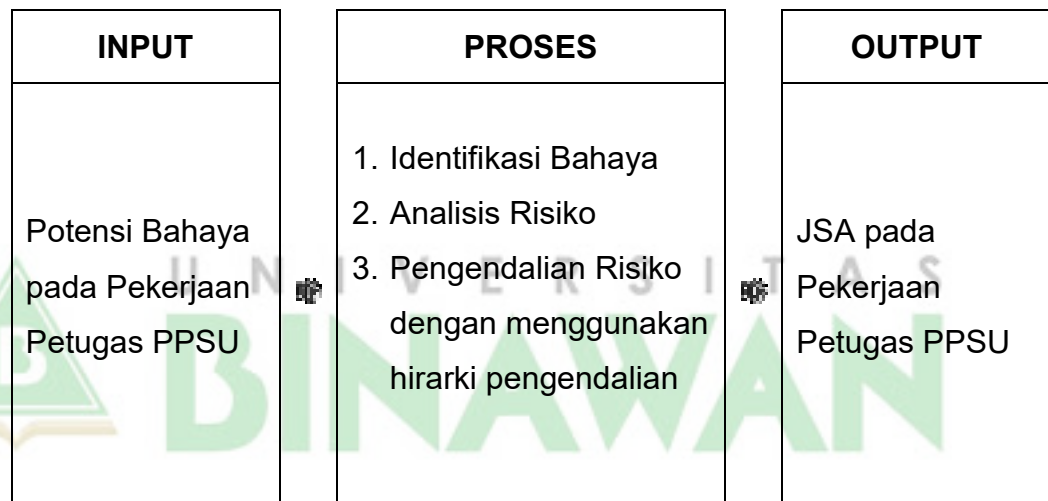 INPUT
Potensi Bahaya
pada Pekerjaan
Petugas PPSU
PROSES
1. Identifikasi Bahaya
2. Analisis Risiko
3. Pengendalian Risiko
dengan menggunakan
hirarki pengendalian
OUTPUT
JSA pada
Pekerjaan
Petugas PPSU
UNIVERSITAS
BINAWAN